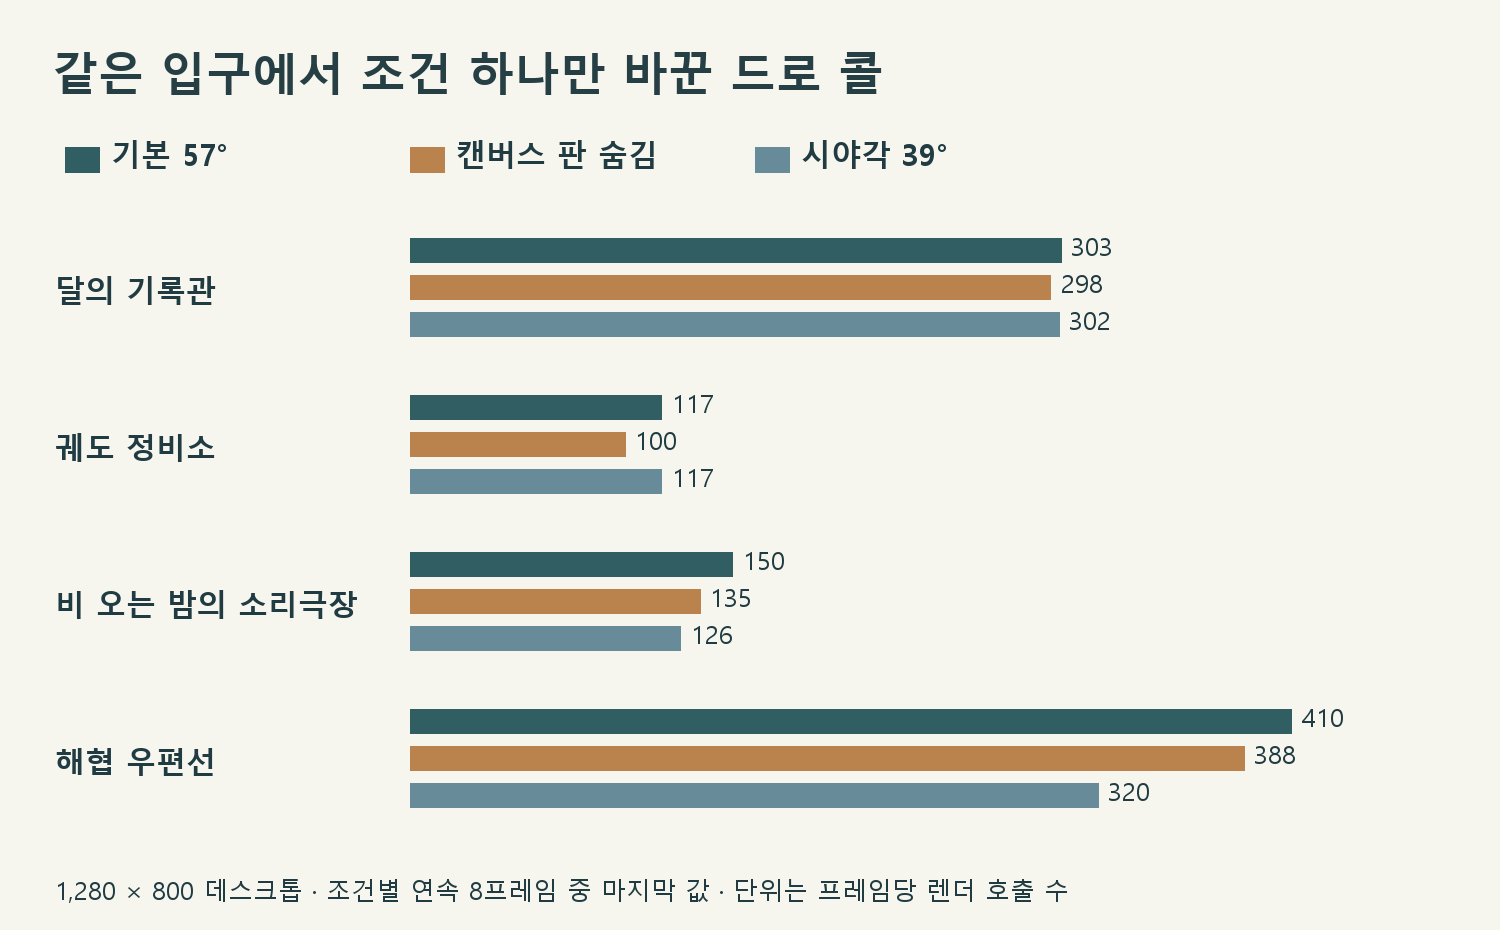 같은 입구에서 조건 하나만 바꾼 드로 콜
기본 57° 캔버스 판 숨김 시야각 39°
303
298
달의 기록관
302
117
100
궤도 정비소
117
150
135
비 오는 밤의 소리극장
126
410
388
해협 우편선
320
1,280 × 800 데스크톱 · 조건별 연속 8프레임 중 마지막 값 · 단위는 프레임당 렌더 호출 수